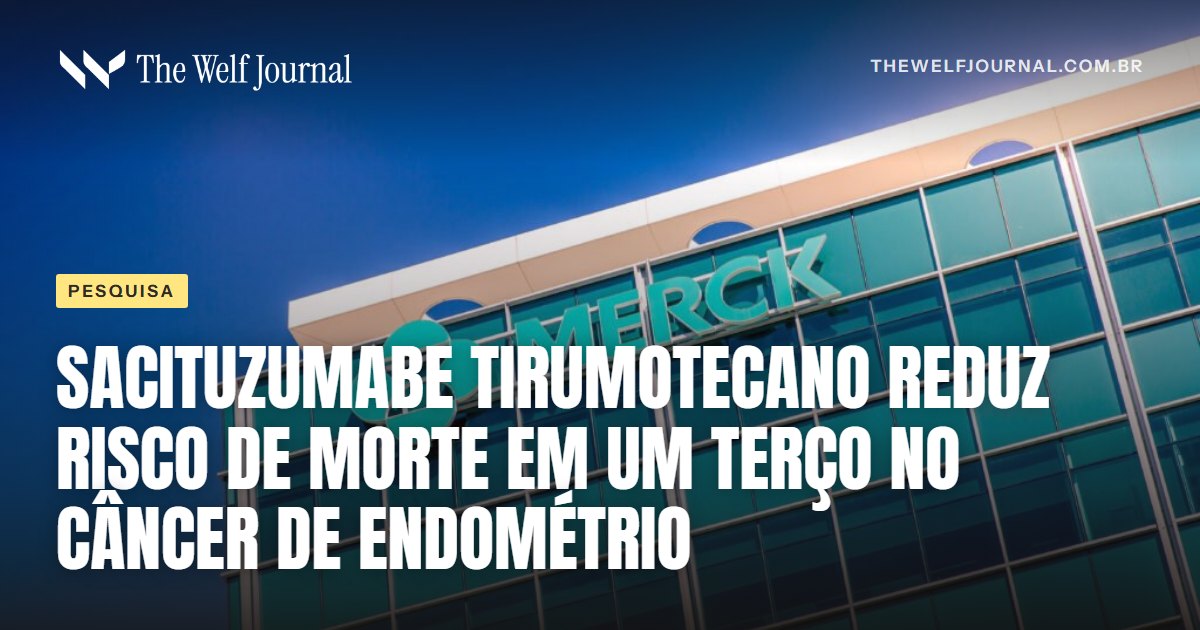 The Welf Journal
THEWELFJOURNAL.COM.BR
MERCK
PESQUISA
SACITUZUMABE TIRUMOTECANO REDUZ
RISCO DE MORTE EM UM TERÇO NO
CÂNCER DE ENDOMÉTRIO